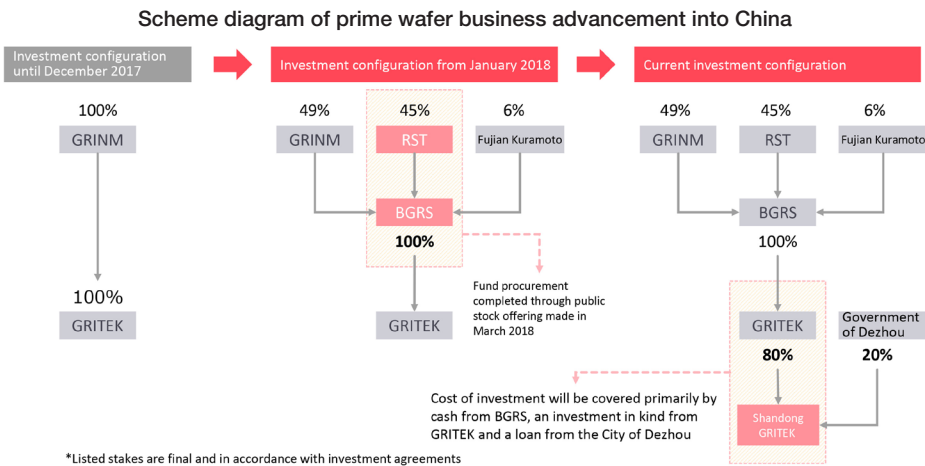 Scheme diagram of prime wafer business advancement into China
Investment configuration
until December 2017
100%
GRINM
100%
GRITEK
Investment configuration from January 2018
49%
45%
6%
GRINM
RST
Fujian Kuramoto
BGRS
100%
Fund procurement
completed through public
stock offering made in
March 2018
GRITEK
Current investment configuration
49%
45%
6%
GRINM
RST
Fujian Kuramoto
BGRS
100%
GRITEK
Government
of Dezhou
80%
20%
Cost of investment will be covered primarily by
cash from BGRS, an investment in kind from
GRITEK and a loan from the City of Dezhou
Shandong
GRITEK
*Listed stakes are final and in accordance with investment agreements